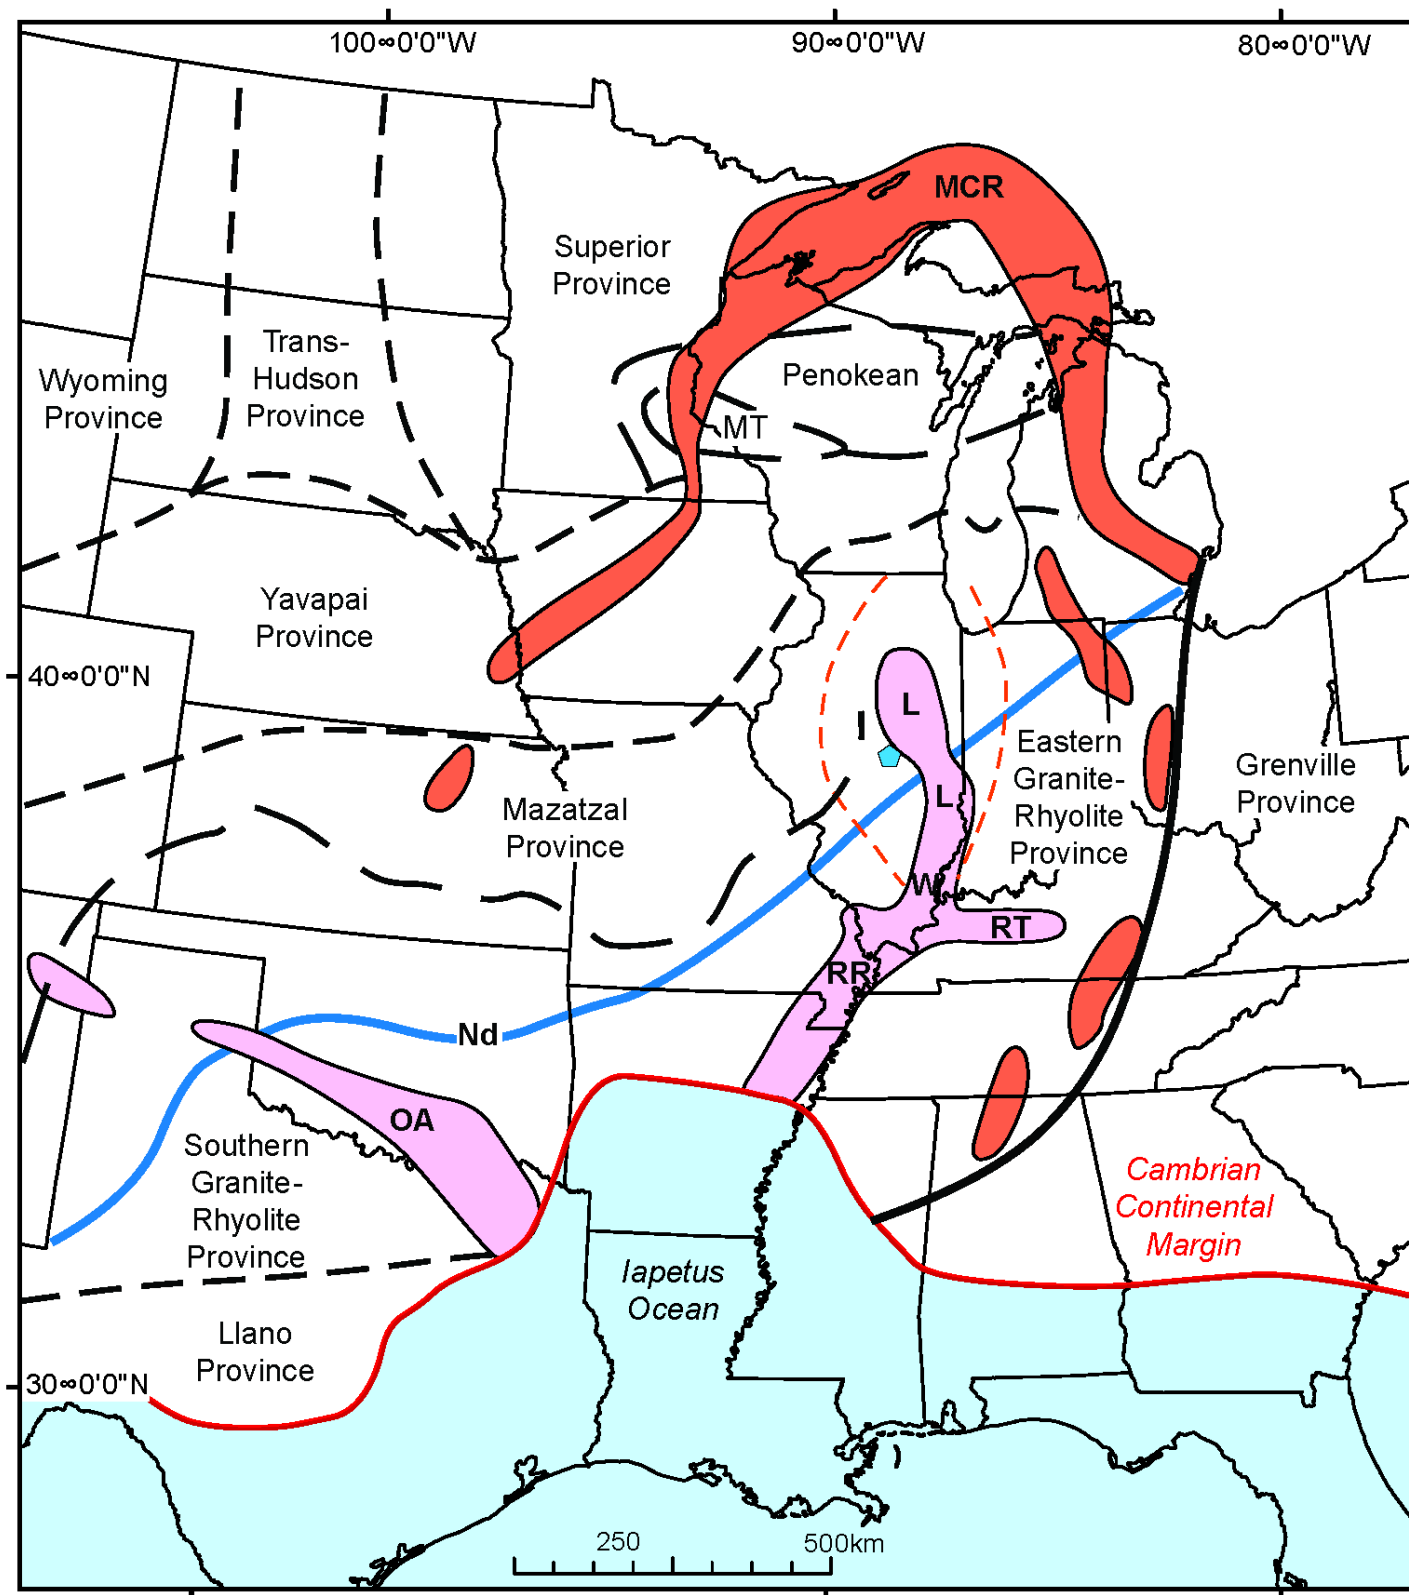 100∞0'0"W
90∞0'0"W
80∞0'0"W
MCR
Superior
Province
Trans-
Hudson
Province
Wyoming
Province
Penokean
MT
Yavapai
Province
40∞0'0"N
L
I
Eastern
Granite-
Rhyolite
Province
Grenville
Province
L
Mazatzal
Province
W
RT
RR
Nd
OA
Southern
Granite-
Rhyolite
Province
Cambrian
Continental
Margin
Iapetus
Ocean
Llano
Province
30∞0'0"N
250
500km